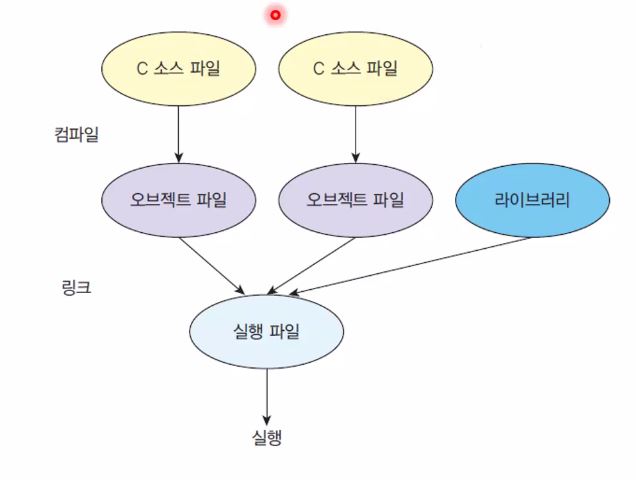 C 소스 파일
C 소스 파일
컴파일
오브젝트 파일
오브젝트 파일
라이브러리
링크
실행 파일
실행